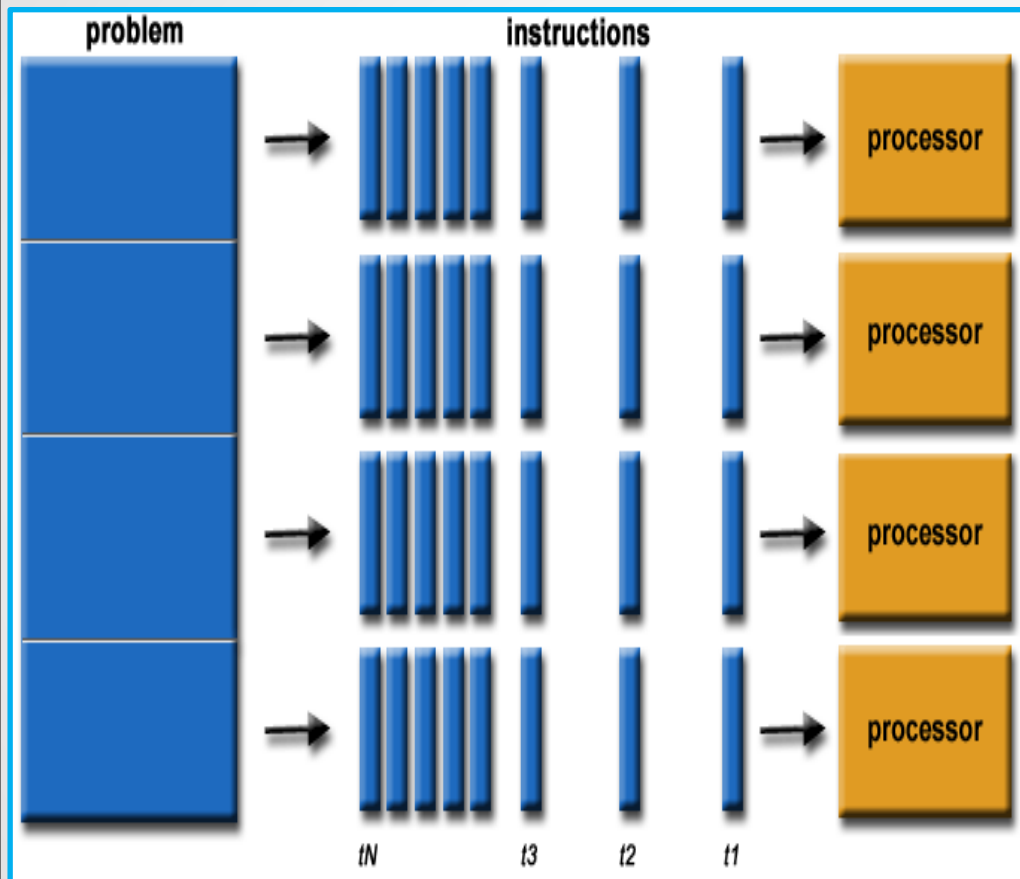 problem
instructions
processor
processor
processor
processor
tN t3 t2 t1